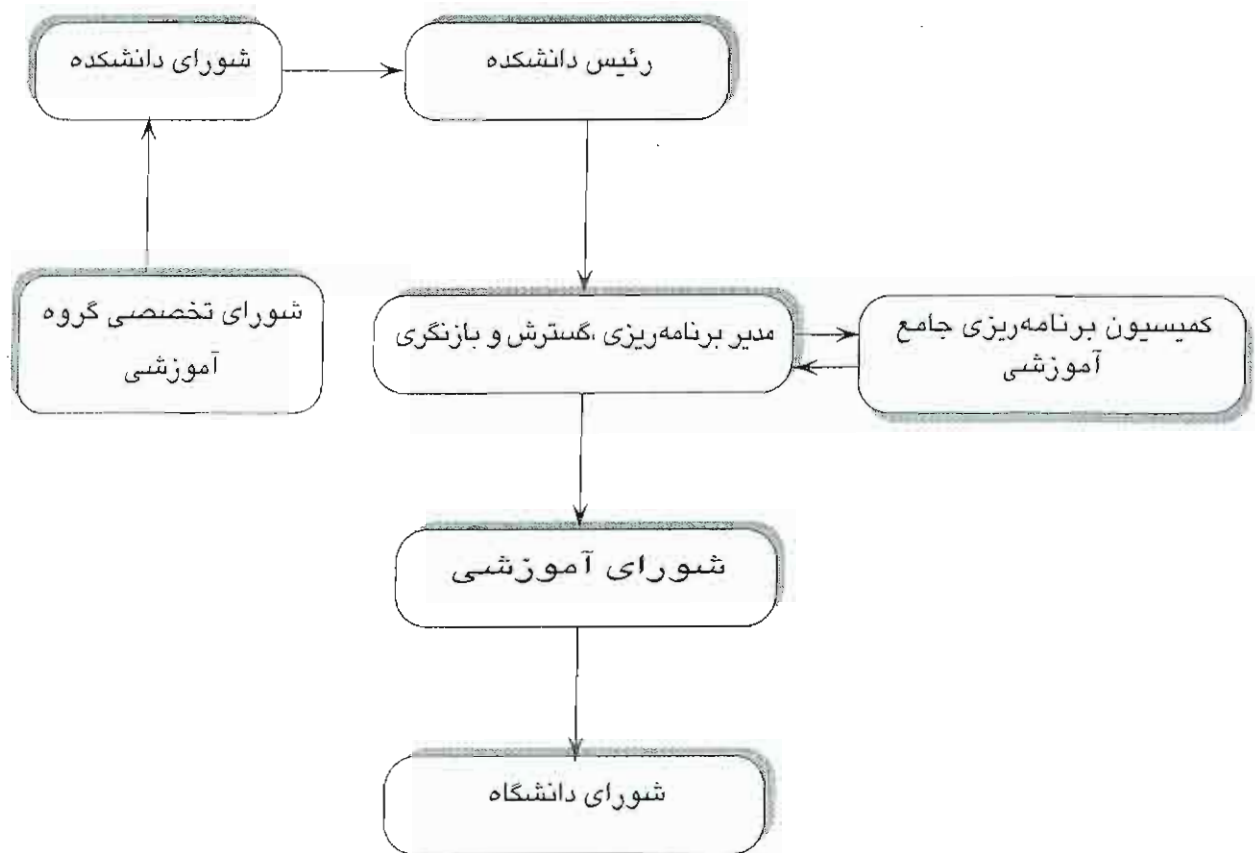 رئیس دانشکده
شورای دانشکده
کمیسیون برنامه‌ریزی جامع
آموزشی
مدیر برنامه‌ریزی ،گسترش و بازنگری
شورای تخصصی گروه
آموزشی
شورای آموزشی
شورای دانشگاه